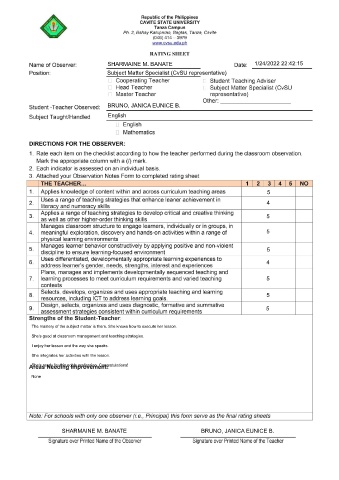 Republic of the Philippines
CAVITE STATE UNIVERSITY
Tanza Campus
Ph. 2, Bahay Katuparan, Bagtas, Tanza, Cavite
www.cvsu.edu.ph
RATING SHEET
Name of Observer: SHARMAINE M. BANATE Date: 1/24/2022 22:42:15
Position: Subject Matter Specialist (CvSU representative)
Cooperating Teacher Student Teaching Adviser
Head Teacher Subject Matter Specialist (CvSU
Master Teacher representative)
Other:
Student -Teacher Observed: BRUNO, JANICA EUNICE B.
Subject Taught/Handled English
English
Mathematics
DIRECTIONS FOR THE OBSERVER:
1. Rate each item on the checklist according to how the teacher performed during the classroom observation.
Mark the appropriate column with a (/) mark.
2. Each indicator is assessed on an individual basis.
3. Attached your Observation Notes Form to completed rating sheet
THE TEACHER… 1 2 3 4 5 NO
1. Applies knowledge of content within and across curriculum teaching areas 5
2. Uses a range of teaching strategies that enhance leaner achievement in
literacy and numeracy skills 4
3. Applies a range of teaching strategies to develop critical and creative thinking
as well as other higher-order thinking skills 5
4. Manages classroom structure to engage learners, individually or in groups, in
meaningful exploration, discovery and hands-on activities within a range of
physical learning environments 5
5. Manages learner behavior constructively by applying positive and non-violent
discipline to ensure learning-focused environment 5
6. Uses differentiated, developmentally appropriate learning experiences to
address learner's gender, needs, strengths, interest and experiences 4
7. Plans, manages and implements developmentally sequenced teaching and
learning processes to meet curriculum requirements and varied teaching
contexts 5
8. Selects, develops, organizes and uses appropriate teaching and learning
resources, including ICT to address learning goals 5
9. Design, selects, organizes and uses diagnostic, formative and summative
assessment strategies consistent within curriculum requirements 5
Strengths of the Student-Teacher:
The mastery of the subject matter is there. She knows how to execute her lesson.
She's good at classroom management and teaching strategies.
I enjoy her lesson and the way she speaks.
She integrates her activities with the lesson.
Areas Needing Improvement:
None
Note: For schools with only one observer (i.e., Principal) this form serve as the final rating sheets
SHARMAINE M. BANATE BRUNO, JANICA EUNICE B.
Signature over Printed Name of the Observer Signature over Printed Name of the Teacher